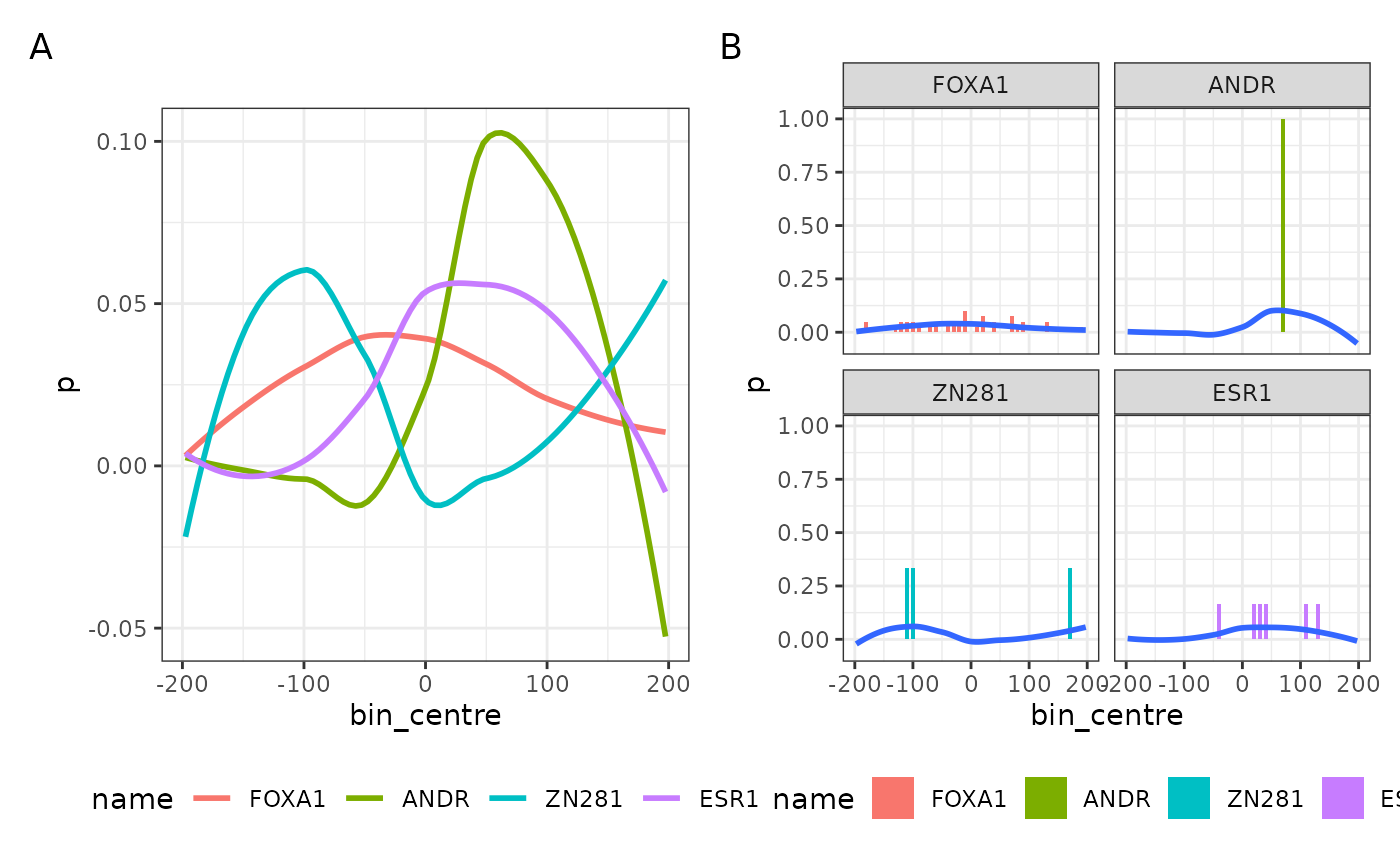 A
0.10
0.05
0.00
-0.05
p
-200 -100 0 100 200
bin_centre
name FOXA1 ANDR ZN281 ESR1
B
FOXA1 ANDR
1.00
0.75
0.50
0.25
0.00
p
ZN281 ESR1
1.00
0.75
0.50
0.25
0.00
-200 -100 0 100 200 -200 -100 0 100 200
bin_centre
name FOXA1 ANDR ZN281